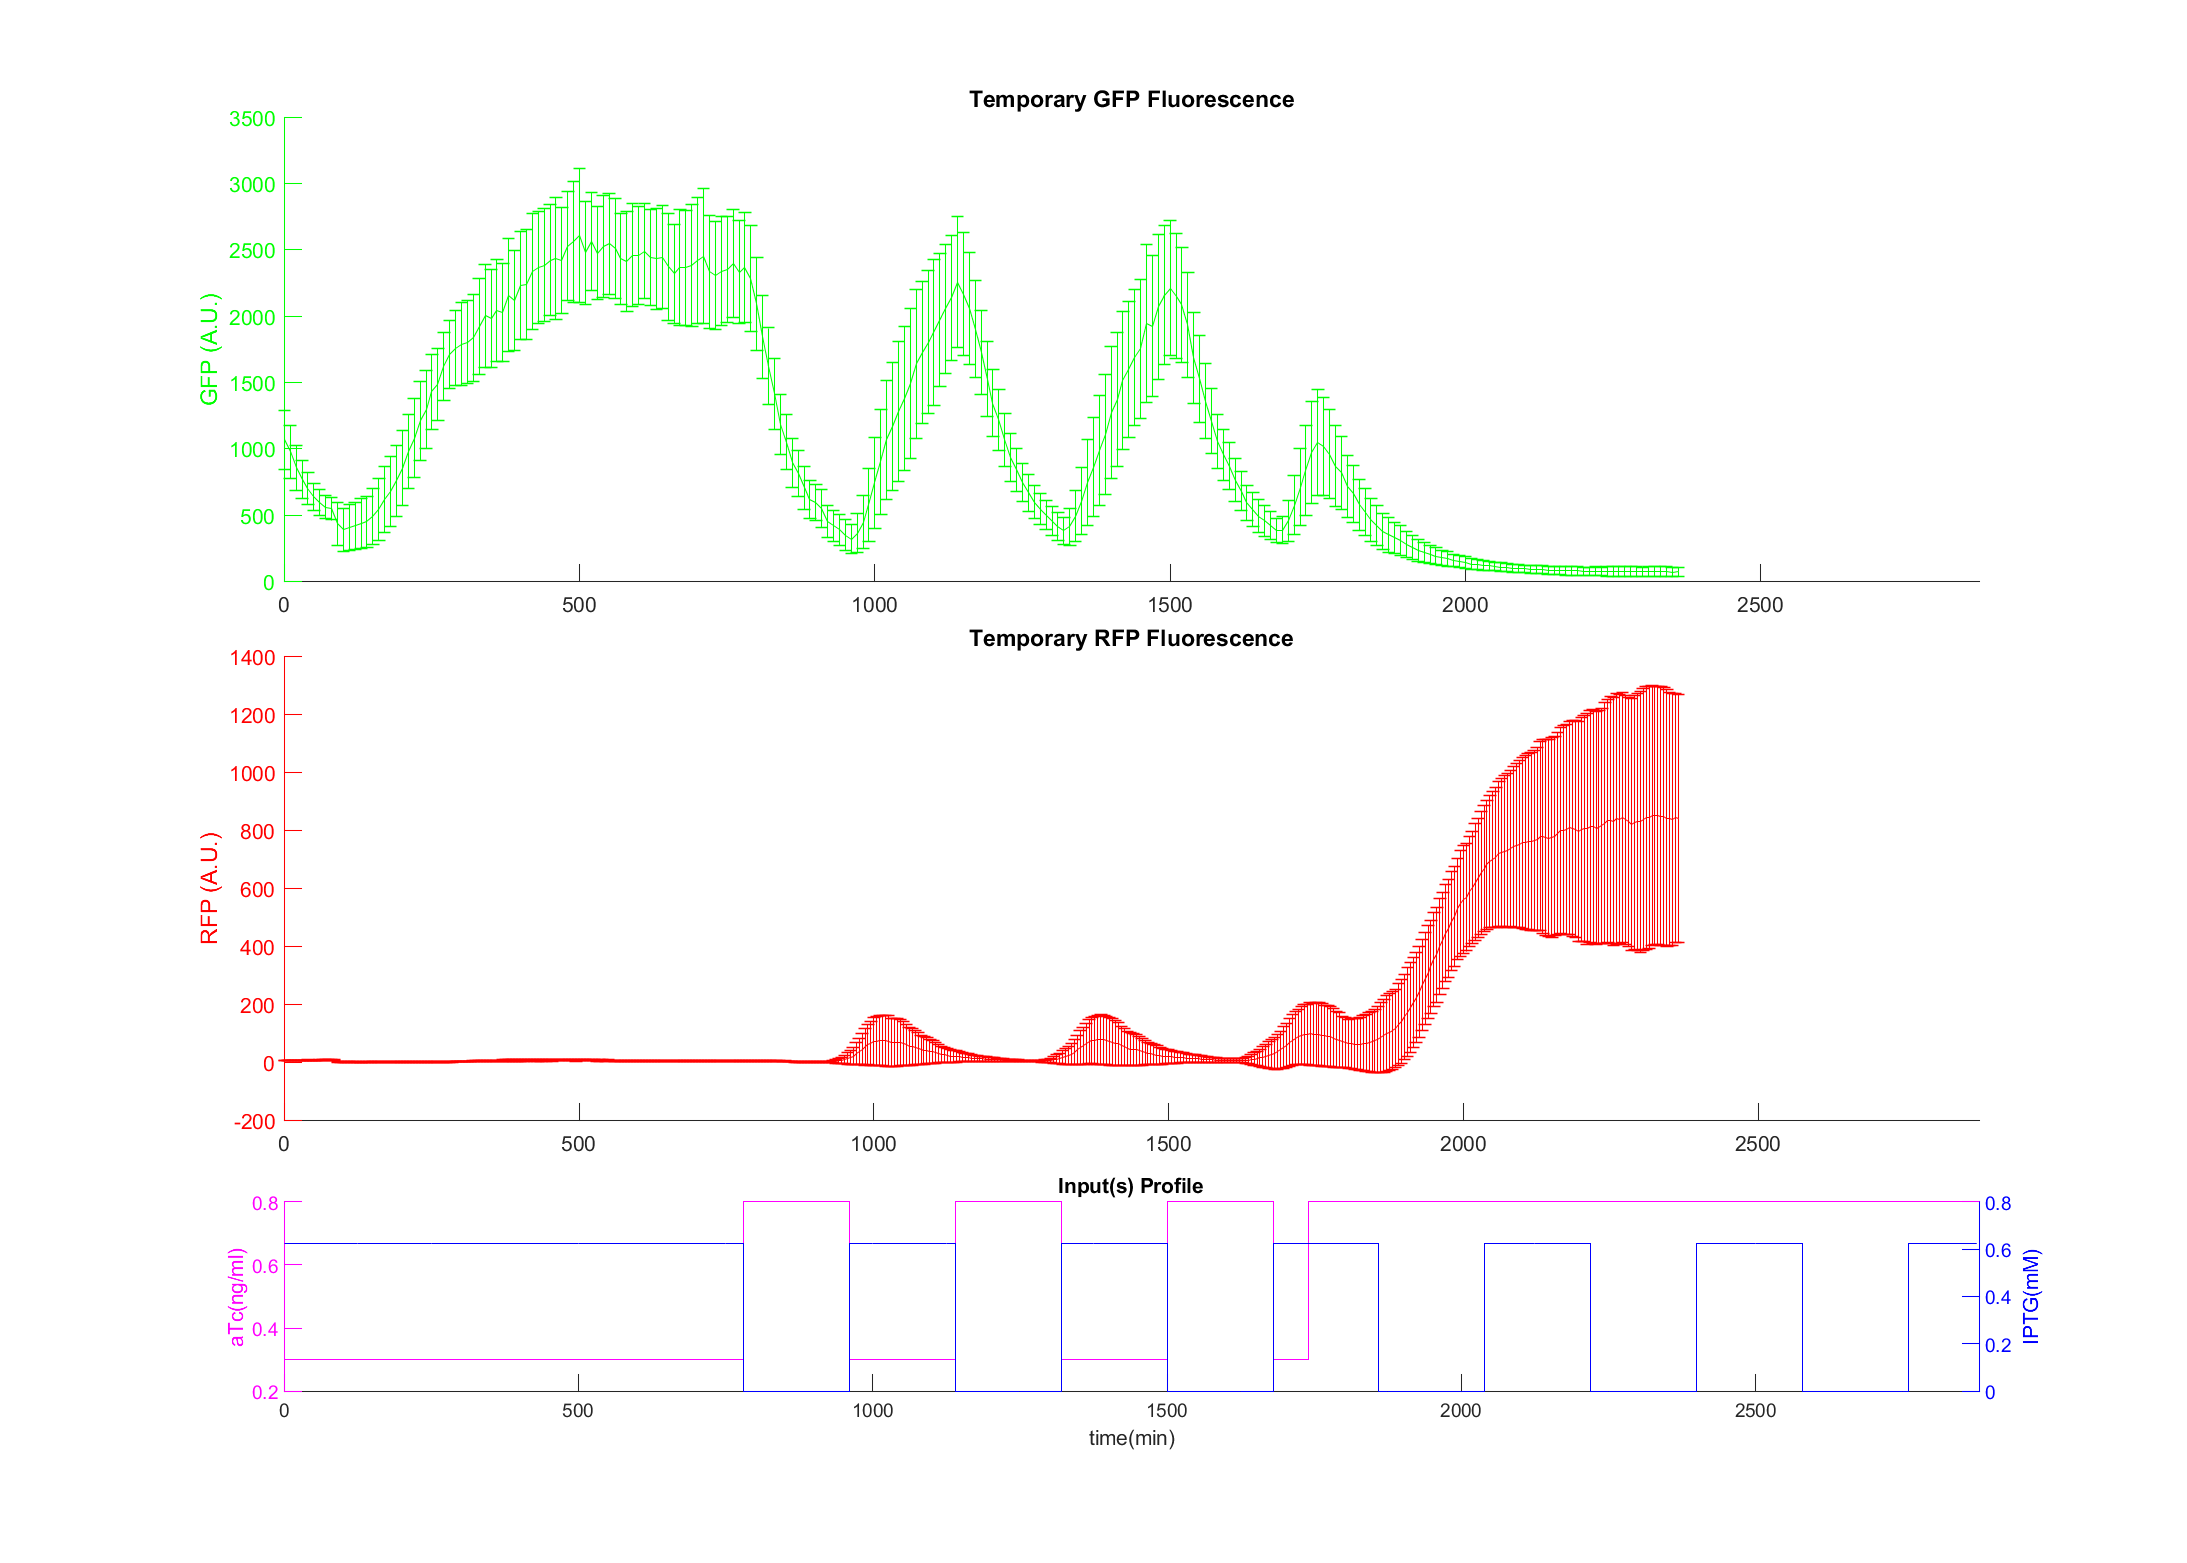 Temporary GFP Fluorescence
3500
3000
2500
2000
1500
1000
500
0
GFP (A.U.)
0 500 1000 1500 2000 2500
Temporary RFP Fluorescence
1400
1200
1000
800
600
400
200
0
-200
RFP (A.U.)
0 500 1000 1500 2000 2500
Input(s) Profile
0.8
0.6
0.4
0.2
aTc(ng/ml)
0.8
0.6
0.4
0.2
0
IPTG(mM)
0 500 1000 1500 2000 2500
time(min)